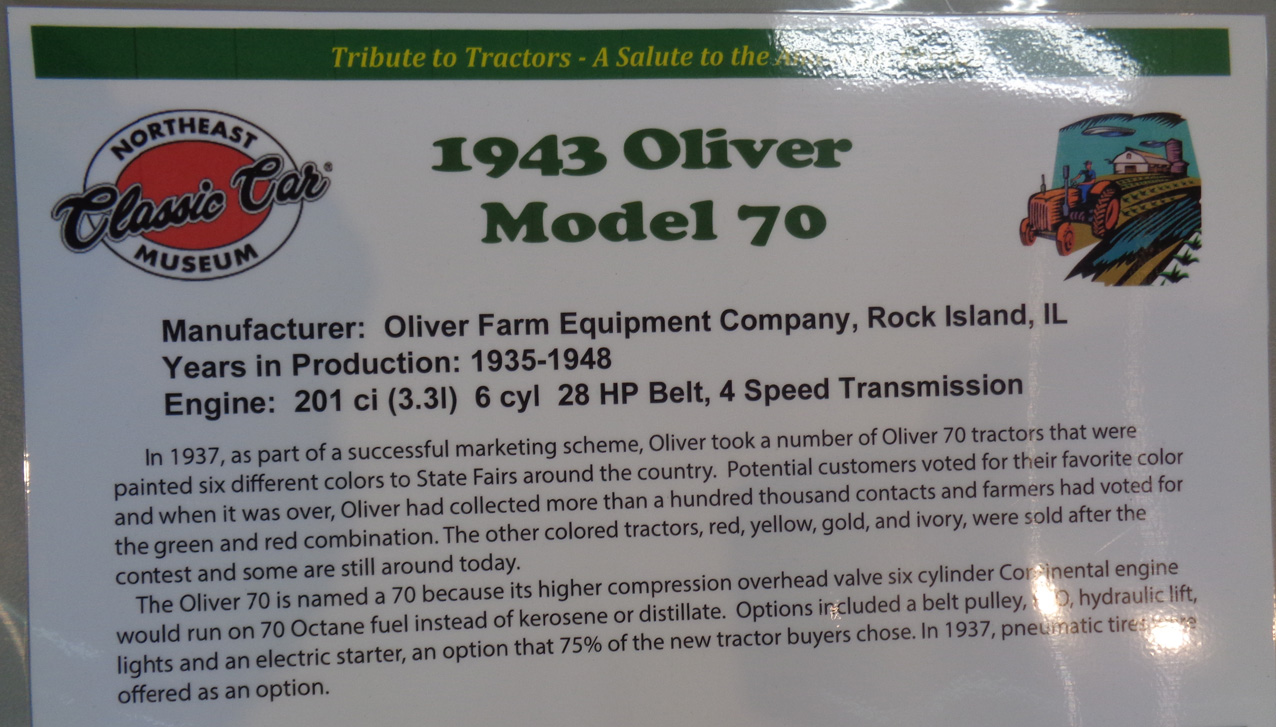 Tribute to Tractors - A Salute to the
NORTHEAST
Classic Car®
MUSEUM
1943 Oliver
Model 70
Manufacturer: Oliver Farm Equipment Company, Rock Island, IL
Years in Production: 1935-1948
Engine: 201 ci (3.3l) 6 cyl 28 HP Belt, 4 Speed Transmission
In 1937, as part of a successful marketing scheme, Oliver took a number of Oliver 70 tractors that were
painted six different colors to State Fairs around the country. Potential customers voted for their favorite color
and when it was over, Oliver had collected more than a hundred thousand contacts and farmers had voted for
the green and red combination. The other colored tractors, red, yellow, gold, and ivory, were sold after the
contest and some are still around today.
The Oliver 70 is named a 70 because its higher compression overhead valve six cylinder Continental engine
would run on 70 Octane fuel instead of kerosene or distillate. Options included a belt pulley, hydraulic lift,
lights and an electric starter, an option that 75% of the new tractor buyers chose. In 1937, pneumatic tires
offered as an option.